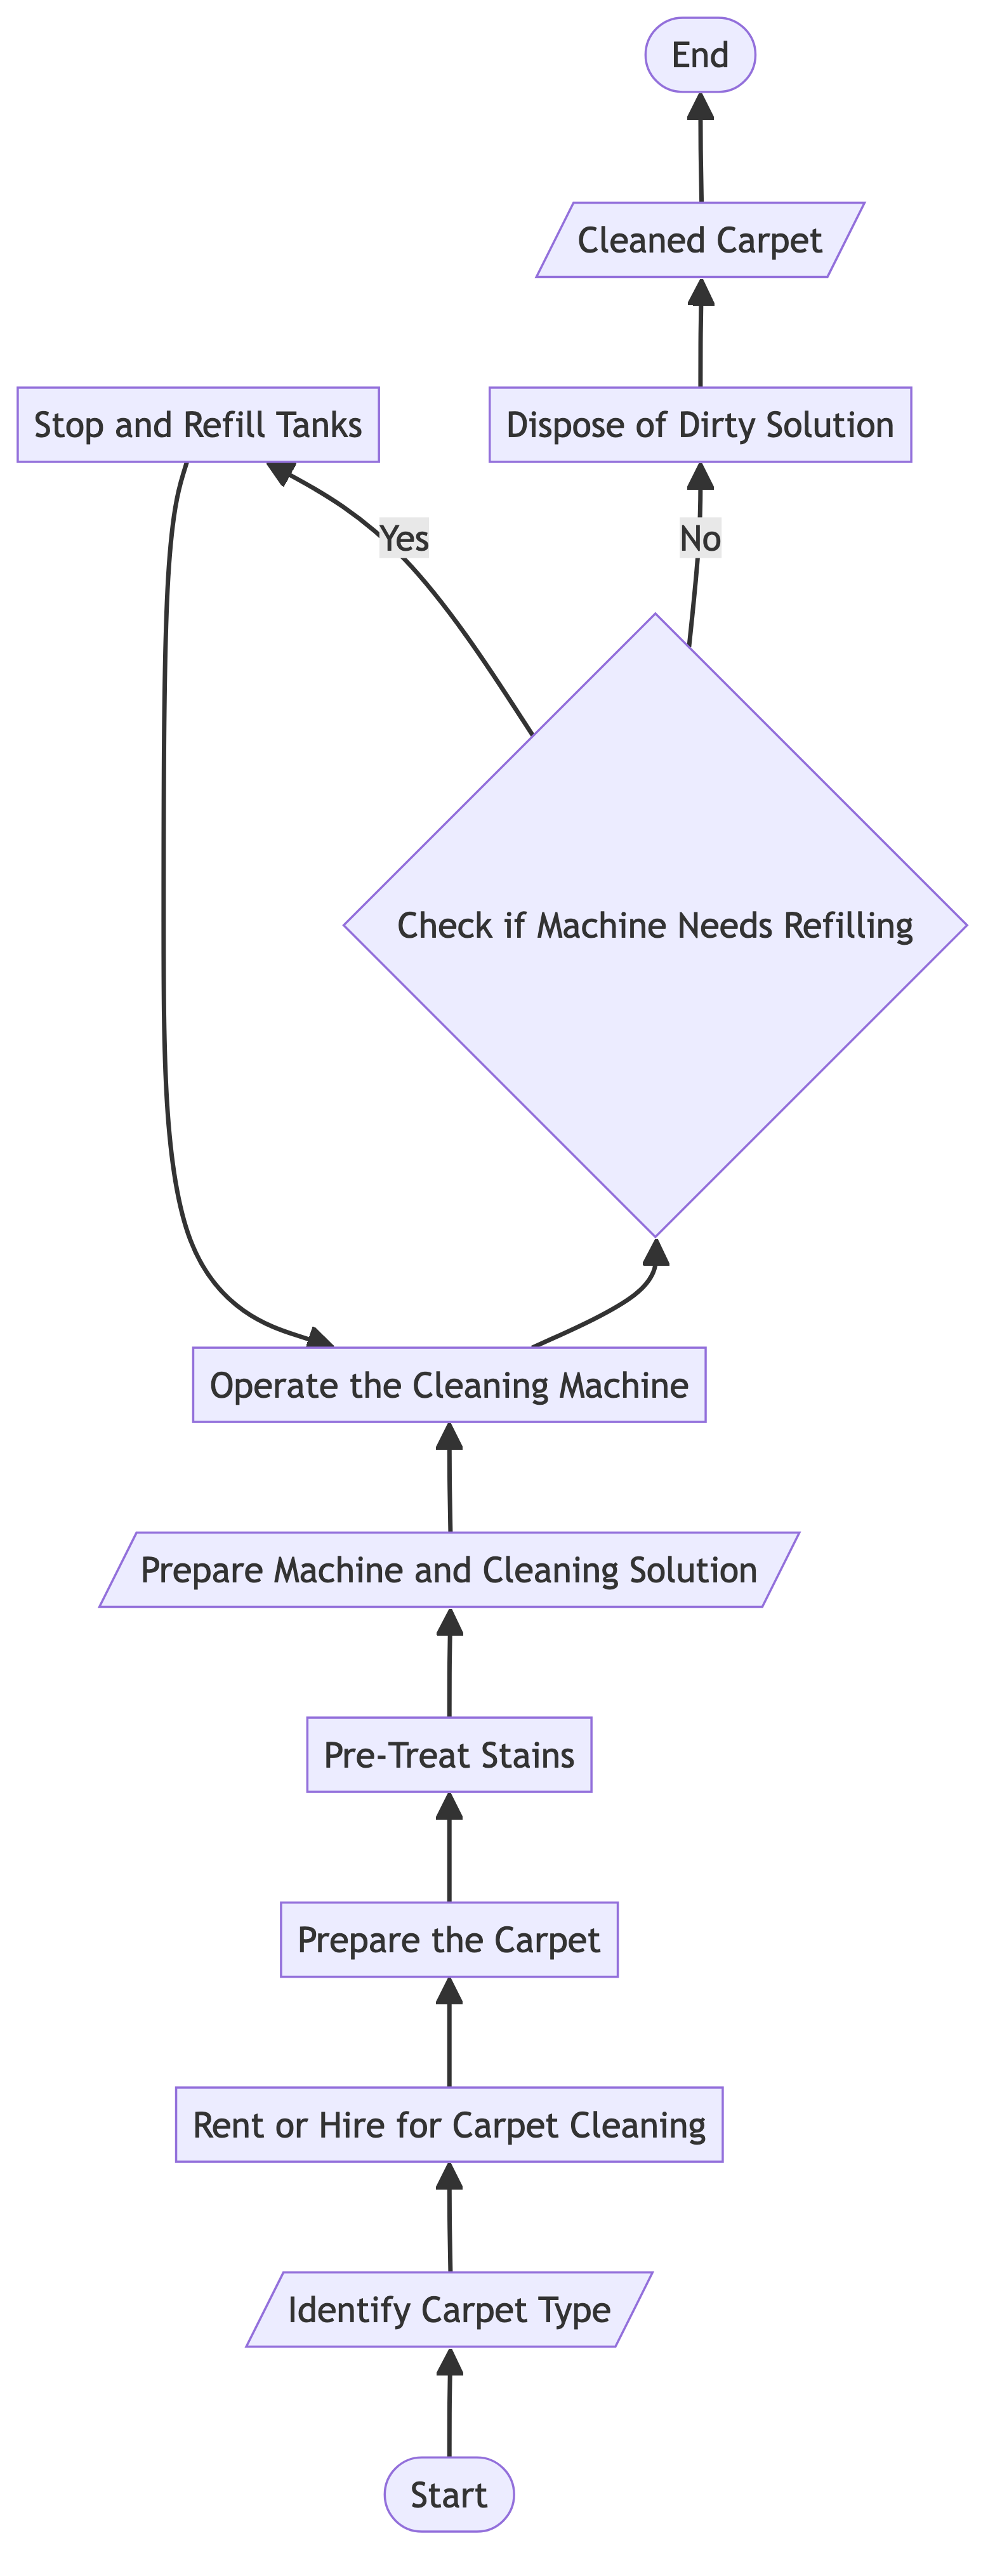 End
Cleaned Carpet
Stop and Refill Tanks
Dispose of Dirty Solution
Yes
No
Check if Machine Needs Refilling
Operate the Cleaning Machine
Prepare Machine and Cleaning Solution
Pre-Treat Stains
Prepare the Carpet
Rent or Hire for Carpet Cleaning
Identify Carpet Type
Start